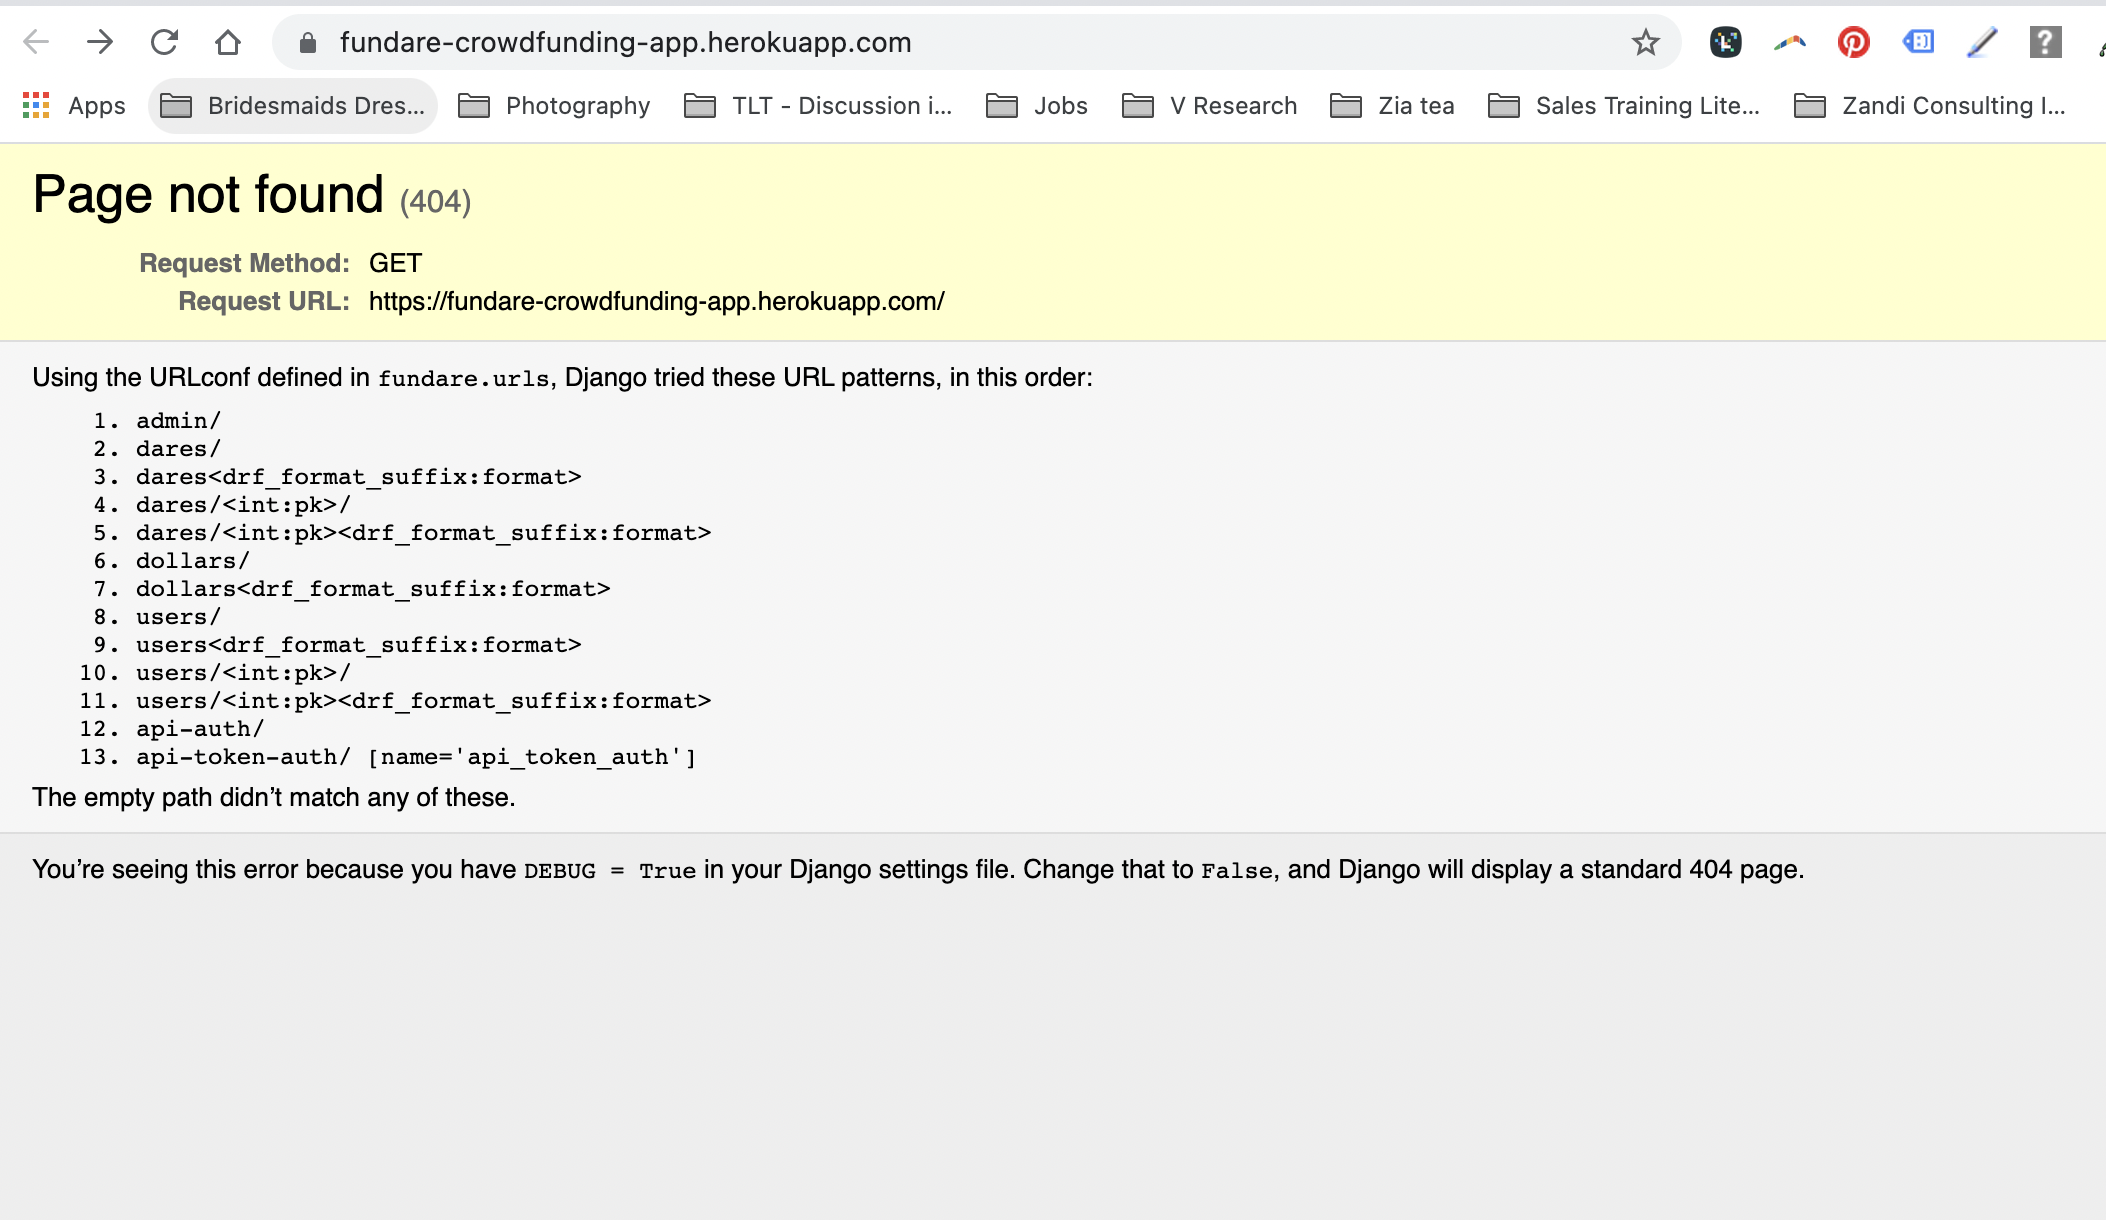 fundare-crowdfunding-app.herokuapp.com
Apps Bridesmaids Dres... Photography TLT - Discussion i... Jobs V Research Zia tea Sales Training Lite... Zandi Consulting I...
Page not found (404)
Request Method: GET
Request URL: https://fundare-crowdfunding-app.herokuapp.com/
Using the URLconf defined in fundare.urls, Django tried these URL patterns, in this order:
1. admin/
2. dares/
3. dares<drf_format_suffix:format>
4. dares/<int:pk>/
5. dares/<int:pk><drf_format_suffix:format>
6. dollars/
7. dollars<drf_format_suffix:format>
8. users/
9. users<drf_format_suffix:format>
10. users/<int:pk>/
11. users/<int:pk><drf_format_suffix:format>
12. api-auth/
13. api-token-auth/ [name='api_token_auth']
The empty path didn’t match any of these.
You’re seeing this error because you have DEBUG = True in your Django settings file. Change that to False, and Django will display a standard 404 page.